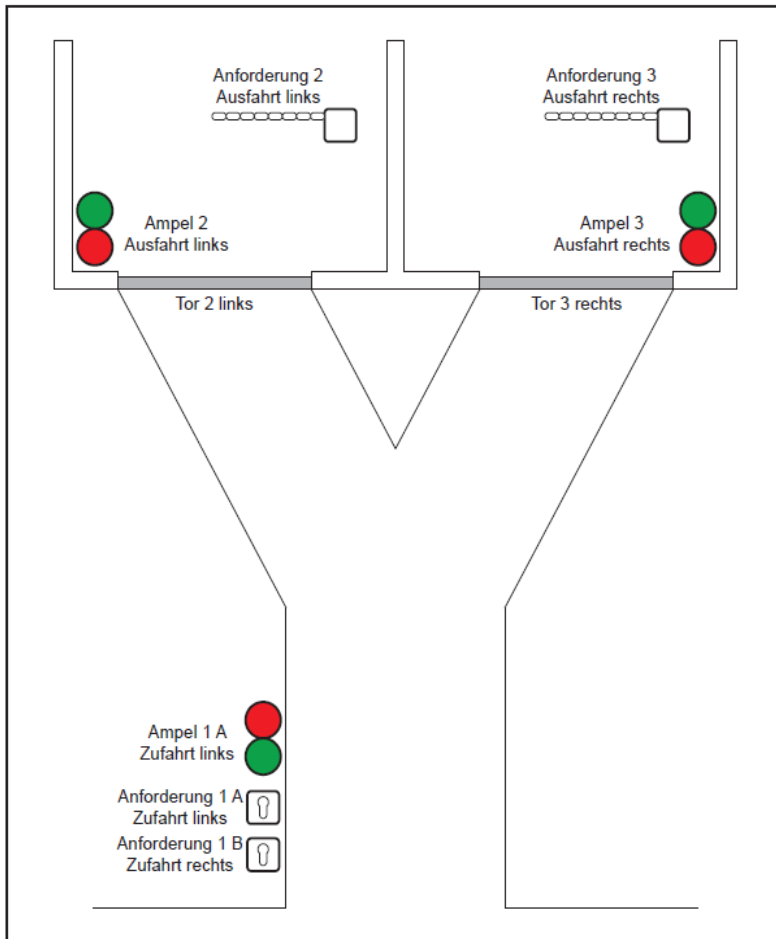 Anforderung 2
Ausfahrt links
Anforderung 3
Ausfahrt rechts
Ampel 2
Ausfahrt links
Ampel 3
Ausfahrt rechts
Tor 2 links
Tor 3 rechts
Ampel 1 A
Zufahrt links
Anforderung 1 A
Zufahrt links
Anforderung 1 B
Zufahrt rechts